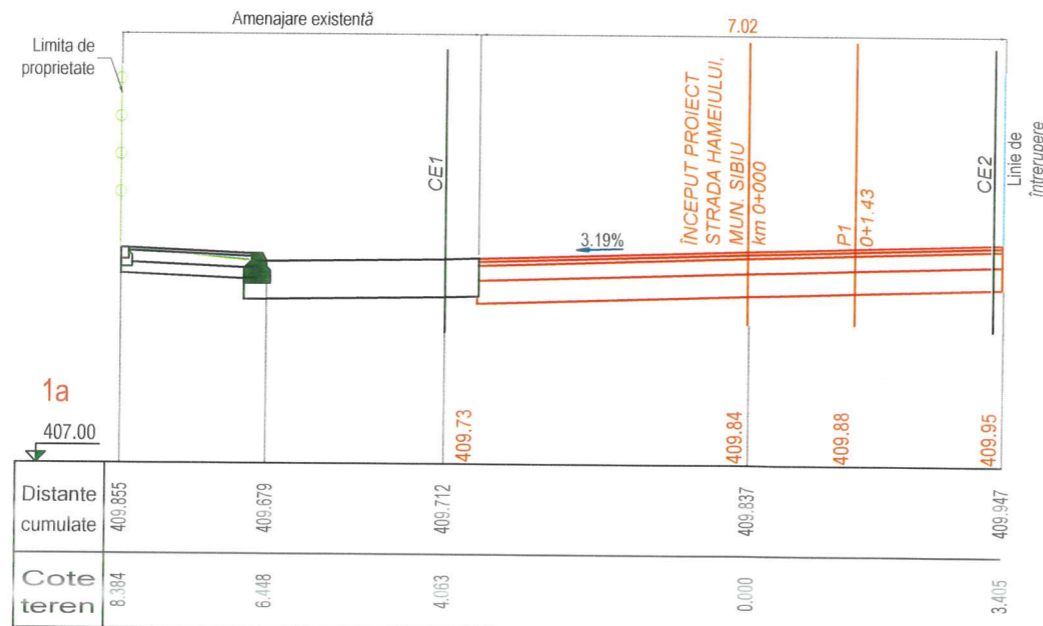 Amenajare existentă
7.02
Limita de
proprietate
CE1
ÎNCEPUT PROIECT
STRADA HAMEIULUI,
MUN. SIBIU
km 0+000
P1
0+1.43
CE2
Linie de
întrerupere
3.19%
1a
407.00
409.73
409.84
409.88
409.95
Distante
cumulate
409.855
409.679
409.712
409.837
409.947
Cote
teren
8.384
6.448
4.063
0.000
3.405